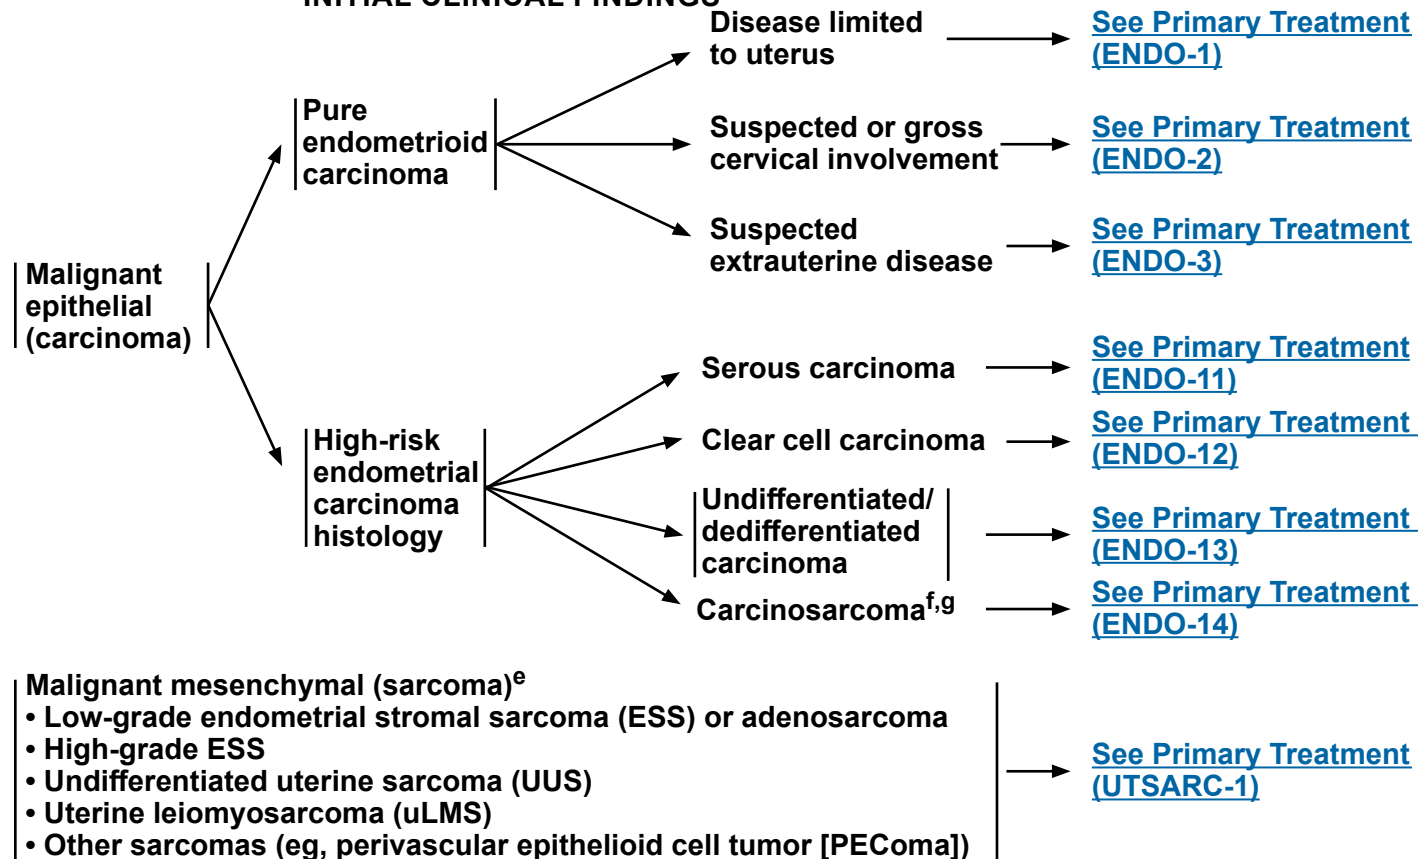 INITIAL CLINICAL FINDINGS
Disease limited
to uterus
See Primary Treatment
(ENDO-1)
Pure
endometrioid
carcinoma
Suspected or gross
cervical involvement
See Primary Treatment
(ENDO-2)
Suspected
extrauterine disease
See Primary Treatment
(ENDO-3)
Malignant
epithelial
(carcinoma)
Serous carcinoma
See Primary Treatment
(ENDO-11)
High-risk
endometrial
carcinoma
histology
Clear cell carcinoma
See Primary Treatment
(ENDO-12)
Undifferentiated/
dedifferentiated
carcinoma
See Primary Treatment
(ENDO-13)
Carcinosarcomaf,g
See Primary Treatment
(ENDO-14)
Malignant mesenchymal (sarcoma)e
• Low-grade endometrial stromal sarcoma (ESS) or adenosarcoma
• High-grade ESS
• Undifferentiated uterine sarcoma (UUS)
• Uterine leiomyosarcoma (uLMS)
• Other sarcomas (eg, perivascular epithelioid cell tumor [PEComa])
See Primary Treatment
(UTSARC-1)